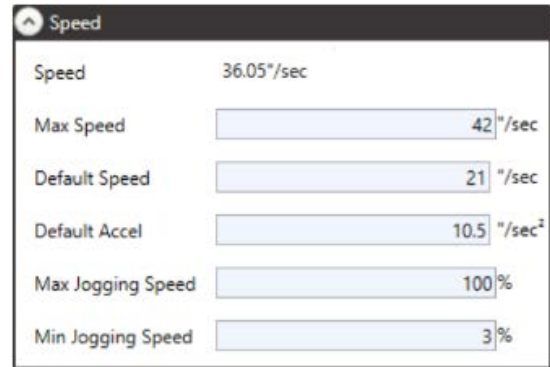 Speed
Speed 36.05"/sec
Max Speed 42 "/sec
Default Speed 21 "/sec
Default Accel 10.5 "/sec²
Max Jogging Speed 100 %
Min Jogging Speed 3 %